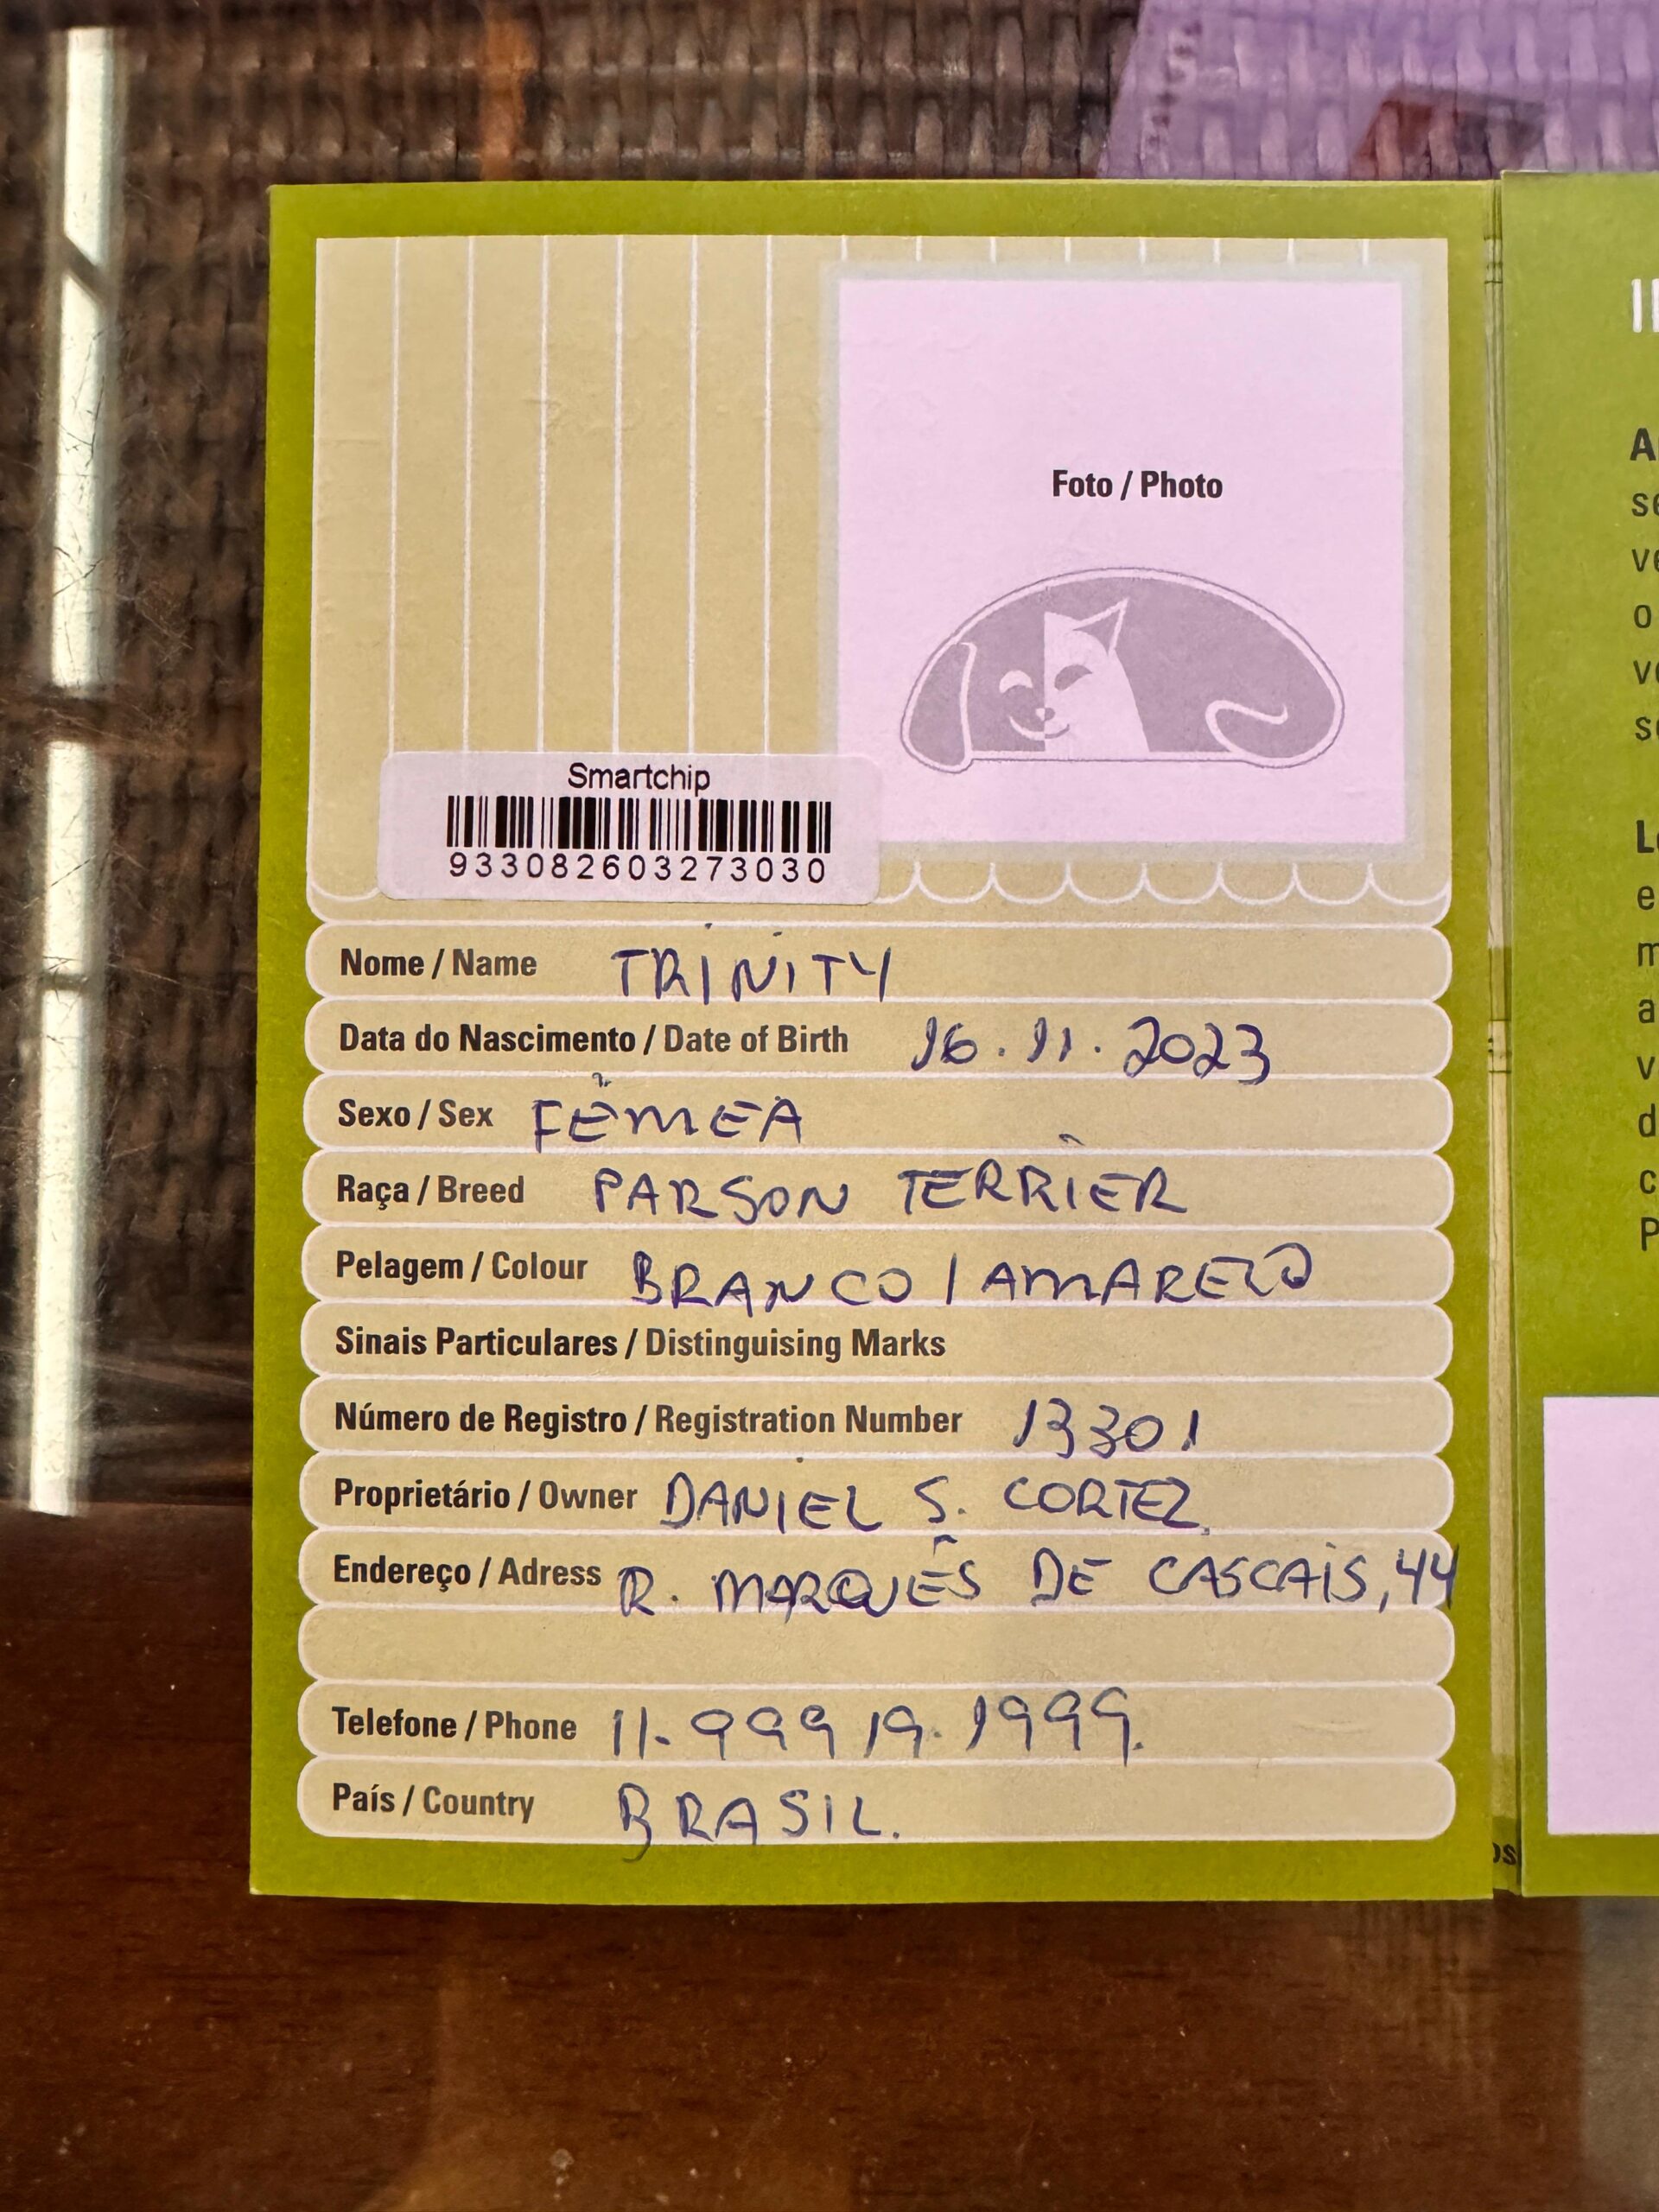 Foto / Photo
Smartchip
933082603273030
Nome / Name TRINITY
Data do Nascimento / Date of Birth 16.11.2023
Sexo / Sex FÊMEA
Raça / Breed PARSON TERRIER
Pelagem / Colour BRANCO / AMARELO
Sinais Particulares / Distinguising Marks
Número de Registro / Registration Number 13301
Proprietário / Owner DANIEL S. CORTEZ
Endereço / Adress R. MARQUÊS DE CASCAIS, 44
Telefone / Phone 11. 99919.1999.
País / Country BRASIL.